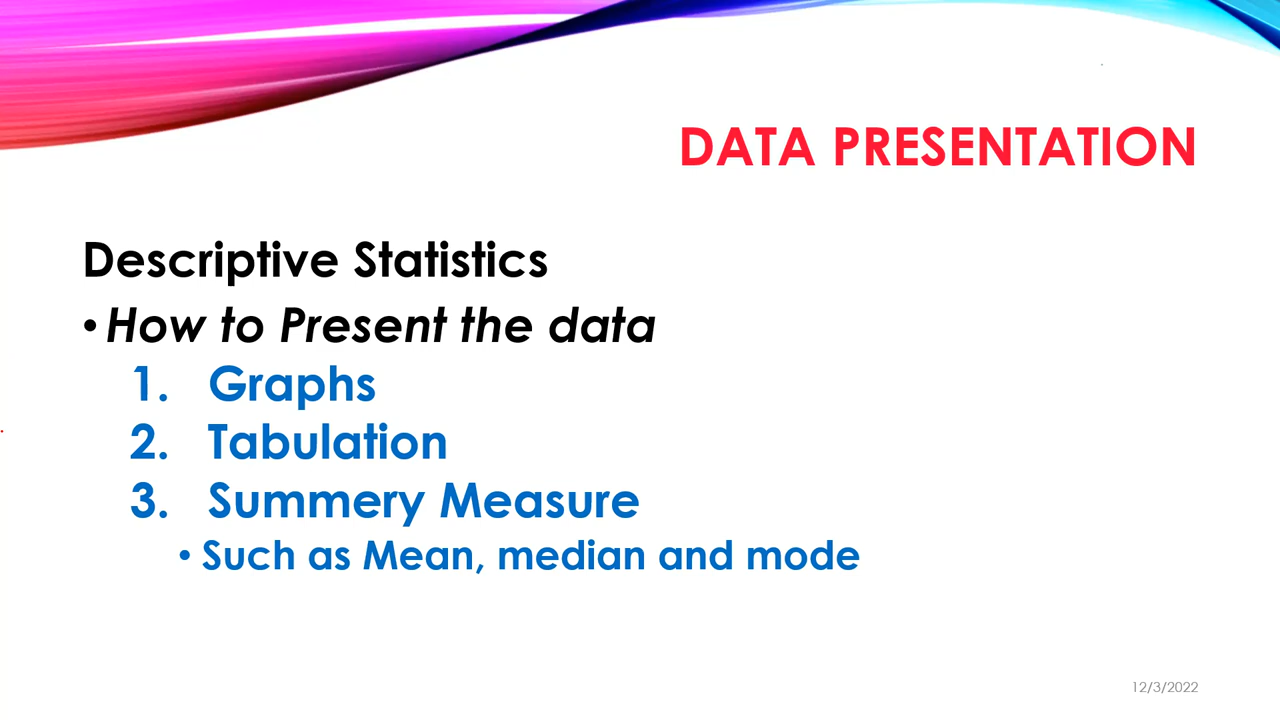 DATA PRESENTATION
Descriptive Statistics
• How to Present the data
1. Graphs
2. Tabulation
3. Summery Measure
• Such as Mean, median and mode
12/3/2022